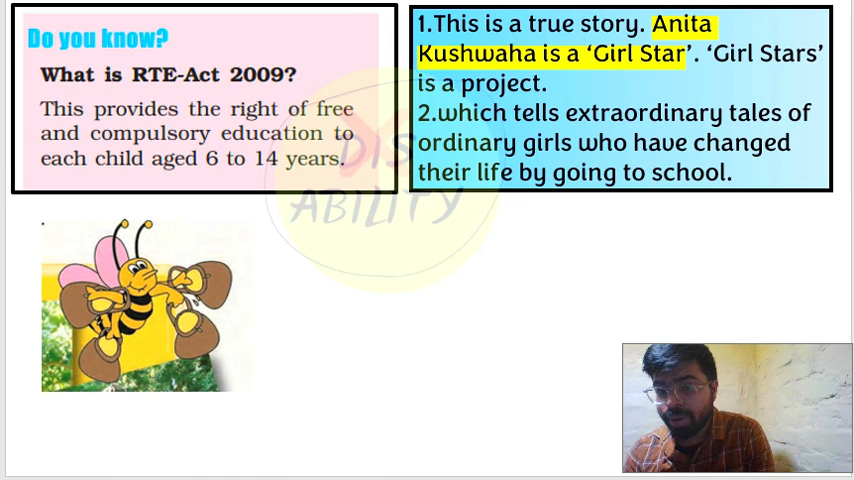 Do you know?
What is RTE-Act 2009?
This provides the right of free
and compulsory education to
each child aged 6 to 14 years.
1.This is a true story. Anita
Kushwaha is a ‘Girl Star’. ‘Girl Stars’
is a project.
2.which tells extraordinary tales of
ordinary girls who have changed
their life by going to school.
DIS
ABILITY